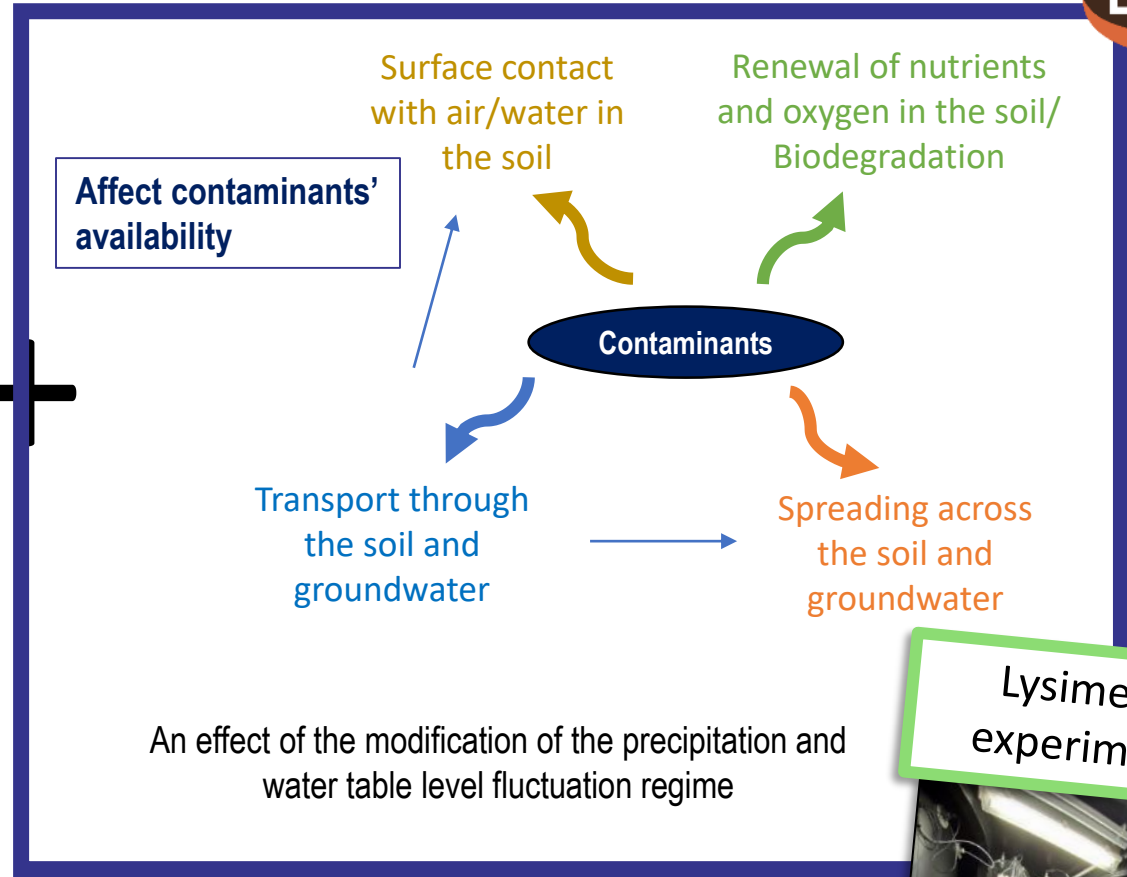 Surface contact
with air/water in
the soil
Renewal of nutrients
and oxygen in the soil/
Biodegradation
Affect contaminants’
availability
Contaminants
Transport through
the soil and
groundwater
Spreading across
the soil and
groundwater
An effect of the modification of the precipitation and
water table level fluctuation regime